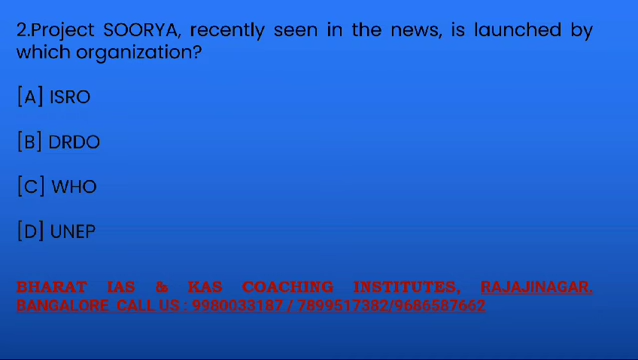 2.Project SOORYA, recently seen in the news, is launched by
which organization?
[A] ISRO
[B] DRDO
[C] WHO
[D] UNEP
BHARAT IAS & KAS COACHING INSTITUTES, RAJAJINAGAR,
BANGALORE CALL US : 9980033187 / 7899517382/9686587662